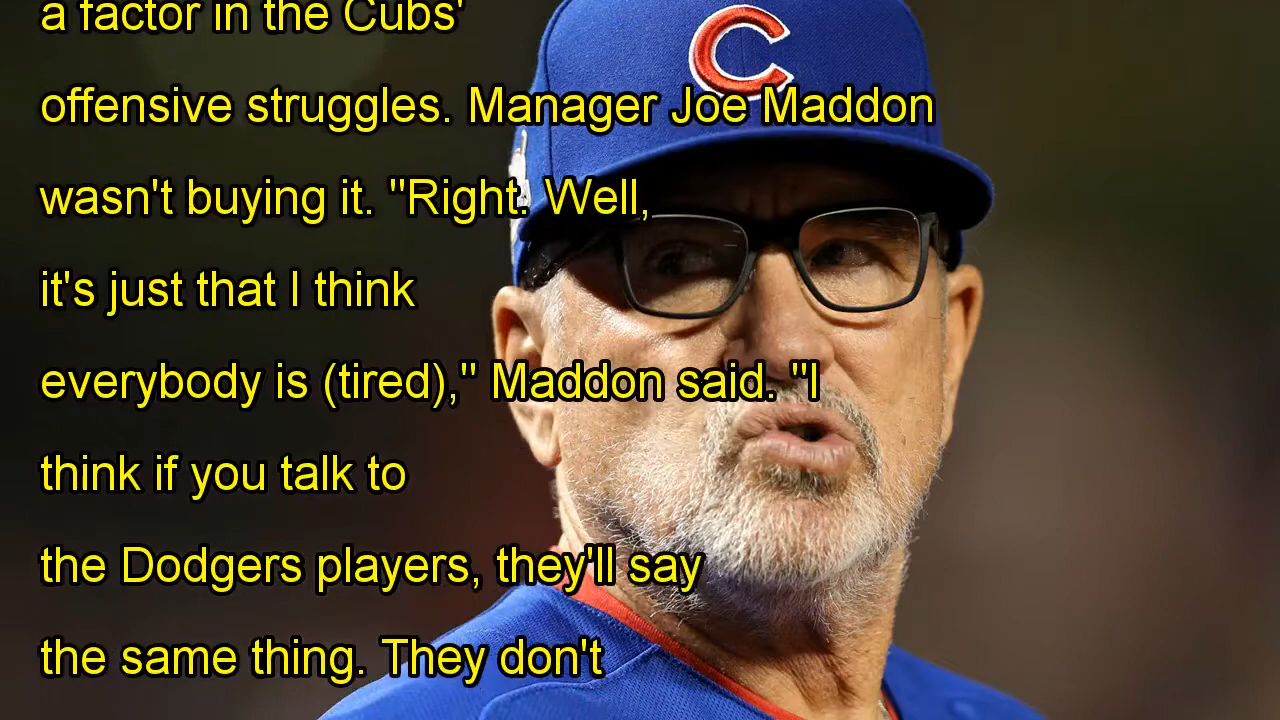 a factor in the Cubs'
offensive struggles. Manager Joe Maddon
wasn't buying it. "Right. Well,
it's just that I think
everybody is (tired)," Maddon said. "I
think if you talk to
the Dodgers players, they'll say
the same thing. They don't
C